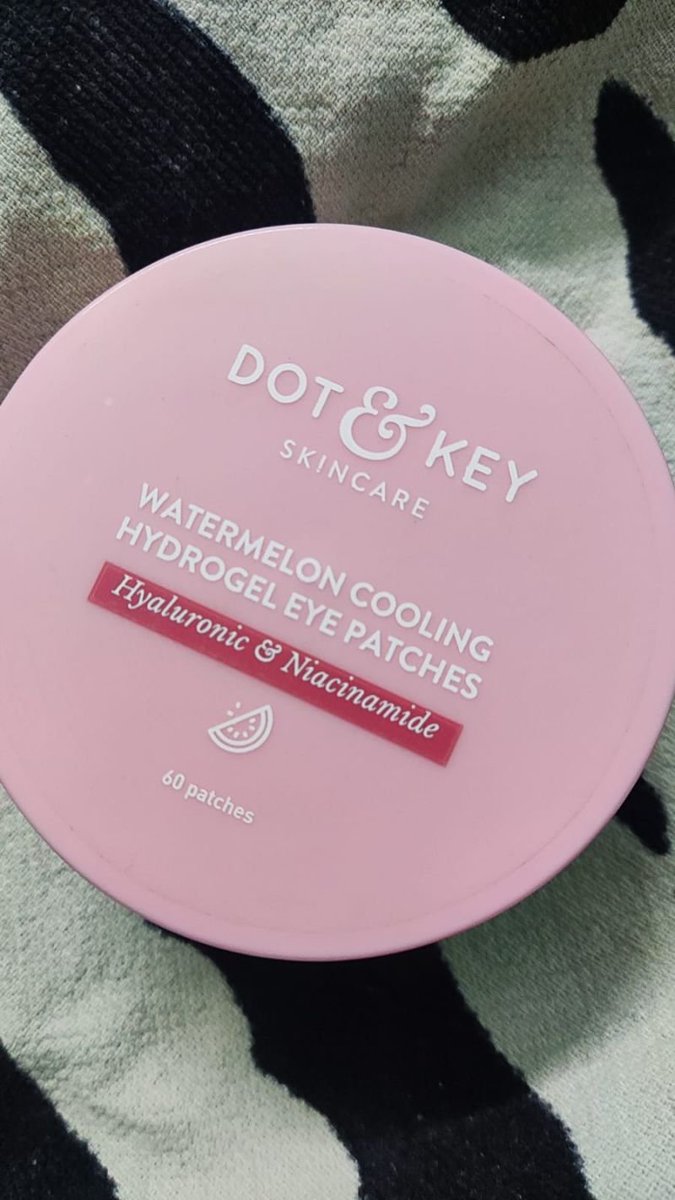 DOT & KEY
SKINCARE
WATERMELON COOLING
HYDROGEL EYE PATCHES
Hyaluronic & Niacinamide
60 patches